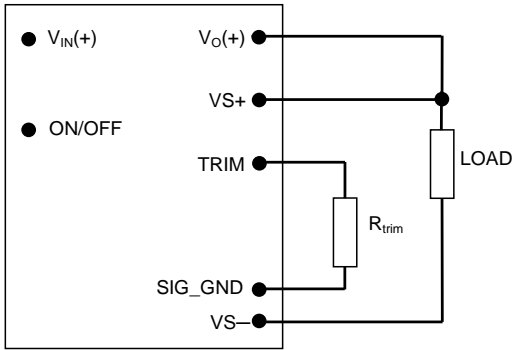 V_IN(+)
V_O(+)
VS+
ON/OFF
TRIM
LOAD
R_trim
SIG_GND
VS─